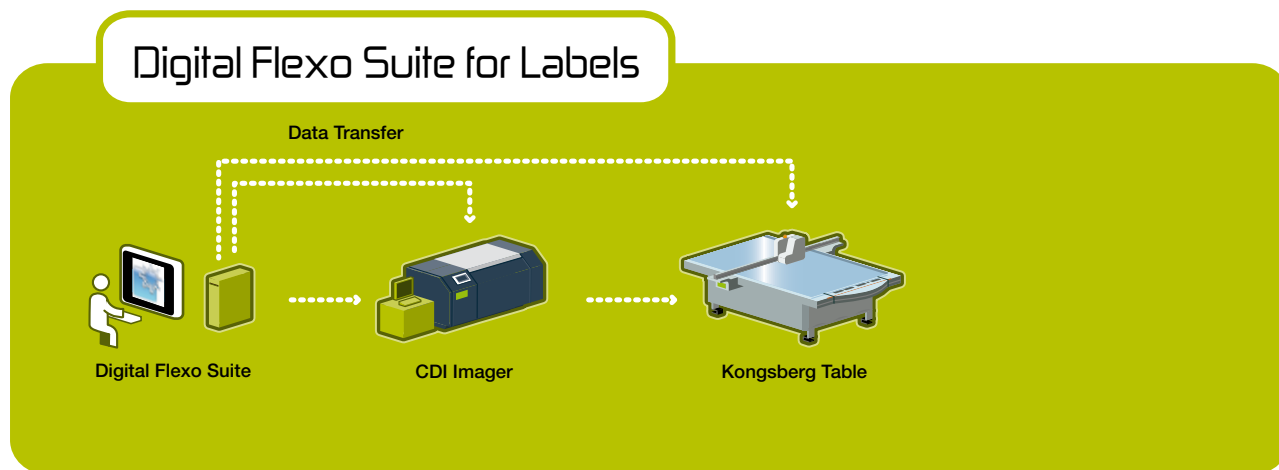 Digital Flexo Suite for Labels
Data Transfer
Digital Flexo Suite
CDI Imager
Kongsberg Table